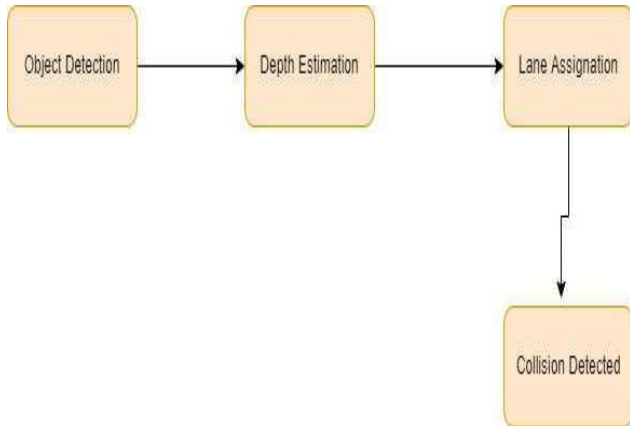 Object Detection
Depth Estimation
Lane Assignation
Collision Detected